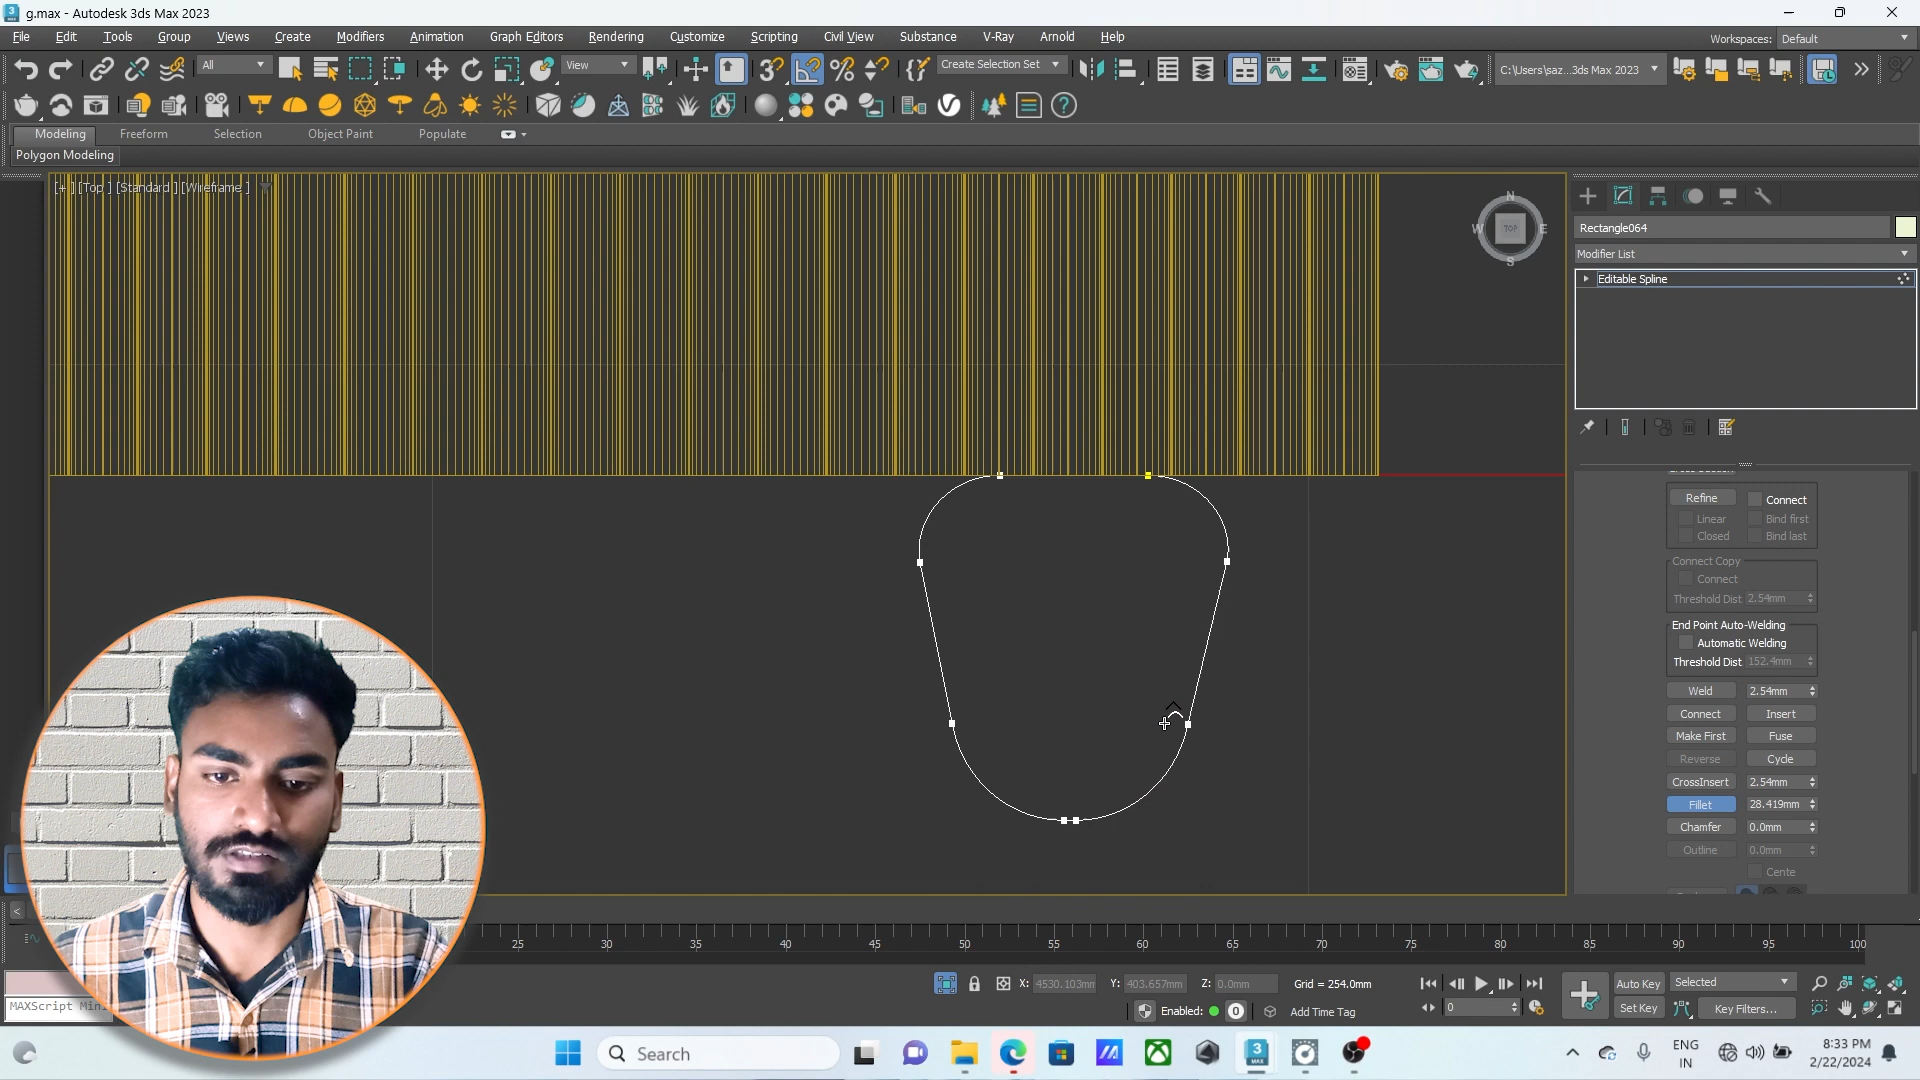 g.max - Autodesk 3ds Max 2023
File Edit Tools Group Views Create Modifiers Animation Graph Editors Rendering Customize Scripting Civil View Substance V-Ray Arnold Help
Workspaces: Default
All View Create Selection Set C:\Users\saz...3ds Max 2023
Modeling Freeform Selection Object Paint Populate
Polygon Modeling
[+] [Top] [Standard] [Wireframe]
N
W TOP E
S
Rectangle064
Modifier List
Editable Spline
Refine Connect
Linear Bind first
Closed Bind last
Connect Copy
Connect
Threshold Dist 2.54mm
End Point Auto-Welding
Automatic Welding
Threshold Dist 152.4mm
Weld 2.54mm
Connect Insert
Make First Fuse
Reverse Cycle
CrossInsert 2.54mm
Fillet 28.419mm
Chamfer 0.0mm
Outline 0.0mm
Cente
25 30 35 40 45 50 55 60 65 70 75 80 85 90 95 100
X: 4530.103mm Y: 403.657mm Z: 0.0mm Grid = 254.0mm
Auto Key Selected
MAXScript Mini
Enabled: 0 Add Time Tag
0
Set Key Key Filters...
Search
ENG
IN
8:33 PM
2/22/2024